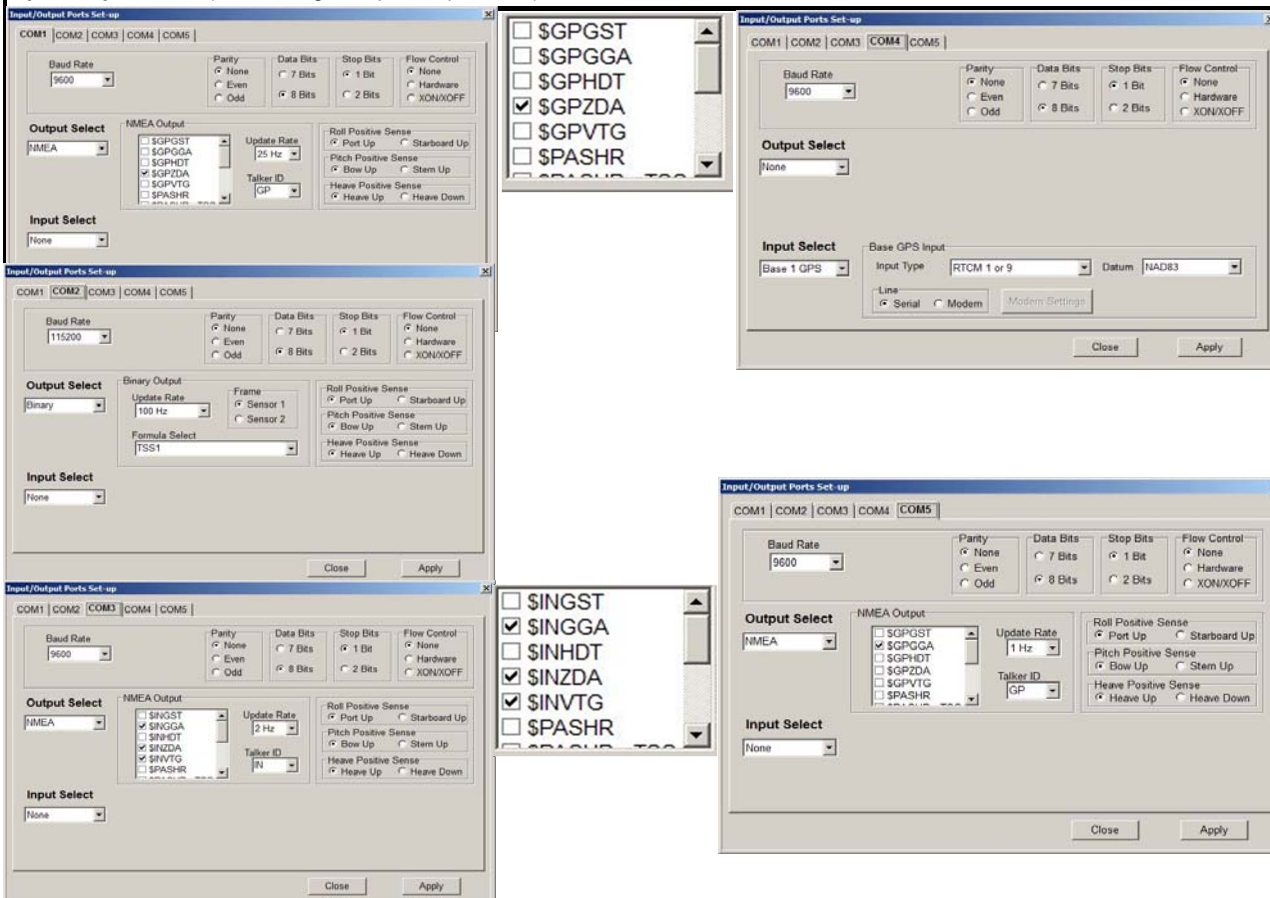 Input/Output Ports Set-up
COM1 COM2 COM3 COM4 COM5
Baud Rate
9600
Parity
None
Even
Odd
Data Bits
7 Bits
8 Bits
Stop Bits
1 Bit
2 Bits
Flow Control
None
Hardware
XON/XOFF
Output Select
NMEA
NMEA Output
$GPGST
$GPGGA
$GPHDT
$GPZDA
$GPVTG
$PASHR
Update Rate
25 Hz
Talker ID
GP
Roll Positive Sense
Port Up Starboard Up
Pitch Positive Sense
Bow Up Stern Up
Heave Positive Sense
Heave Up Heave Down
Input Select
None
$GPGST
$GPGGA
$GPHDT
$GPZDA
$GPVTG
$PASHR
Input/Output Ports Set-up
COM1 COM2 COM3 COM4 COM5
Baud Rate
9600
Parity
None
Even
Odd
Data Bits
7 Bits
8 Bits
Stop Bits
1 Bit
2 Bits
Flow Control
None
Hardware
XON/XOFF
Output Select
None
Input Select
Base 1 GPS
Base GPS Input
Input Type RTCM 1 or 9 Datum NAD83
Line
Serial Modem Modem Settings
Close Apply
Input/Output Ports Set-up
COM1 COM2 COM3 COM4 COM5
Baud Rate
115200
Parity
None
Even
Odd
Data Bits
7 Bits
8 Bits
Stop Bits
1 Bit
2 Bits
Flow Control
None
Hardware
XON/XOFF
Output Select
Binary
Binary Output
Update Rate
100 Hz
Frame
Sensor 1
Sensor 2
Formula Select
TSS1
Roll Positive Sense
Port Up Starboard Up
Pitch Positive Sense
Bow Up Stern Up
Heave Positive Sense
Heave Up Heave Down
Input Select
None
Close Apply
Input/Output Ports Set-up
COM1 COM2 COM3 COM4 COM5
Baud Rate
9600
Parity
None
Even
Odd
Data Bits
7 Bits
8 Bits
Stop Bits
1 Bit
2 Bits
Flow Control
None
Hardware
XON/XOFF
Output Select
NMEA
NMEA Output
$INGST
$INGGA
$INHDT
$INZDA
$INVTG
$PASHR
Update Rate
2 Hz
Talker ID
IN
Roll Positive Sense
Port Up Starboard Up
Pitch Positive Sense
Bow Up Stern Up
Heave Positive Sense
Heave Up Heave Down
Input Select
None
Close Apply
$INGST
$INGGA
$INHDT
$INZDA
$INVTG
$PASHR
Input/Output Ports Set-up
COM1 COM2 COM3 COM4 COM5
Baud Rate
9600
Parity
None
Even
Odd
Data Bits
7 Bits
8 Bits
Stop Bits
1 Bit
2 Bits
Flow Control
None
Hardware
XON/XOFF
Output Select
NMEA
NMEA Output
$GPGST
$GPGGA
$GPHDT
$GPZDA
$GPVTG
$PASHR
Update Rate
1 Hz
Talker ID
GP
Roll Positive Sense
Port Up Starboard Up
Pitch Positive Sense
Bow Up Stern Up
Heave Positive Sense
Heave Up Heave Down
Input Select
None
Close Apply